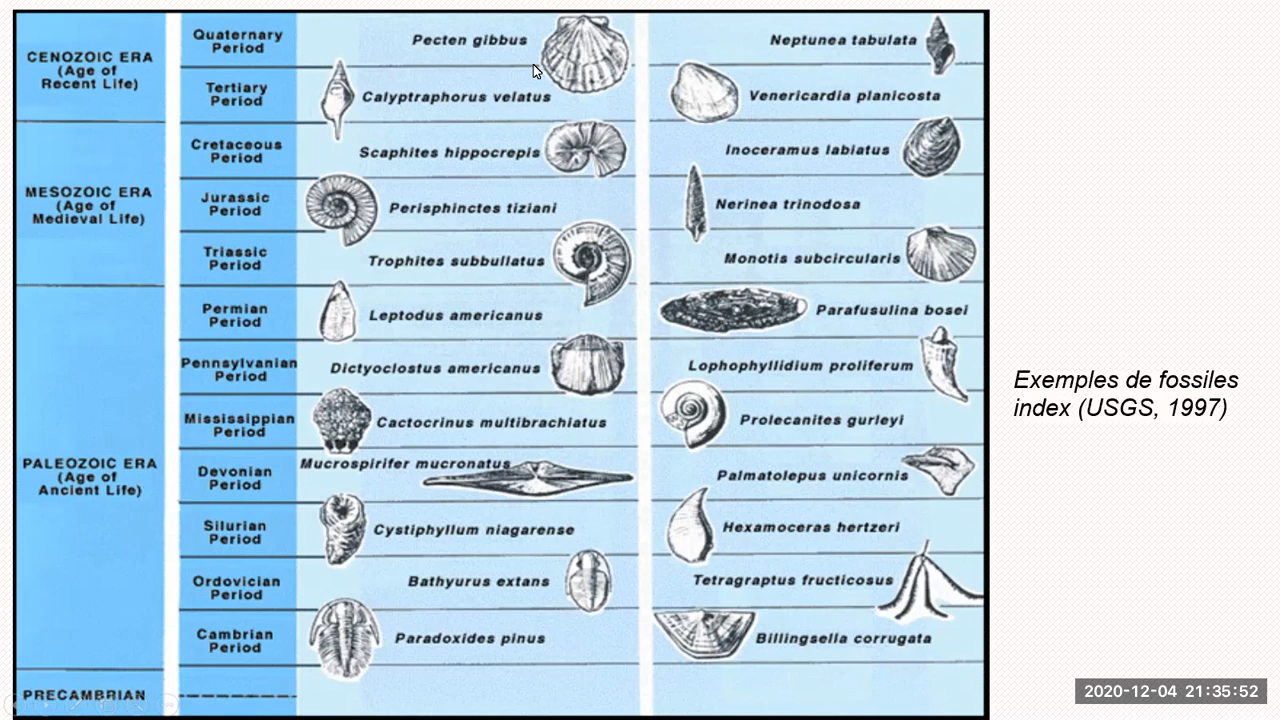 CENOZOIC ERA
(Age of
Recent Life)
Quaternary
Period
Pecten gibbus
Neptunea tabulata
Tertiary
Period
Calyptraphorus velatus
Venericardia planicosta
MESOZOIC ERA
(Age of
Medieval Life)
Cretaceous
Period
Scaphites hippocrepis
Inoceramus labiatus
Jurassic
Period
Perisphinctes tiziani
Nerinea trinodosa
Triassic
Period
Trophites subbullatus
Monotis subcircularis
PALEOZOIC ERA
(Age of
Ancient Life)
Permian
Period
Leptodus americanus
Parafusulina bosei
Pennsylvanian
Period
Dictyoclostus americanus
Lophophyllidium proliferum
Mississippian
Period
Cactocrinus multibrachiatus
Prolecanites gurleyi
Devonian
Period
Mucrospirifer mucronatus
Palmatolepus unicornis
Silurian
Period
Cystiphyllum niagarense
Hexamoceras hertzeri
Ordovician
Period
Bathyurus extans
Tetragraptus fructicosus
Cambrian
Period
Paradoxides pinus
Billingsella corrugata
PRECAMBRIAN
Exemples de fossiles
index (USGS, 1997)
2020-12-04 21:35:52